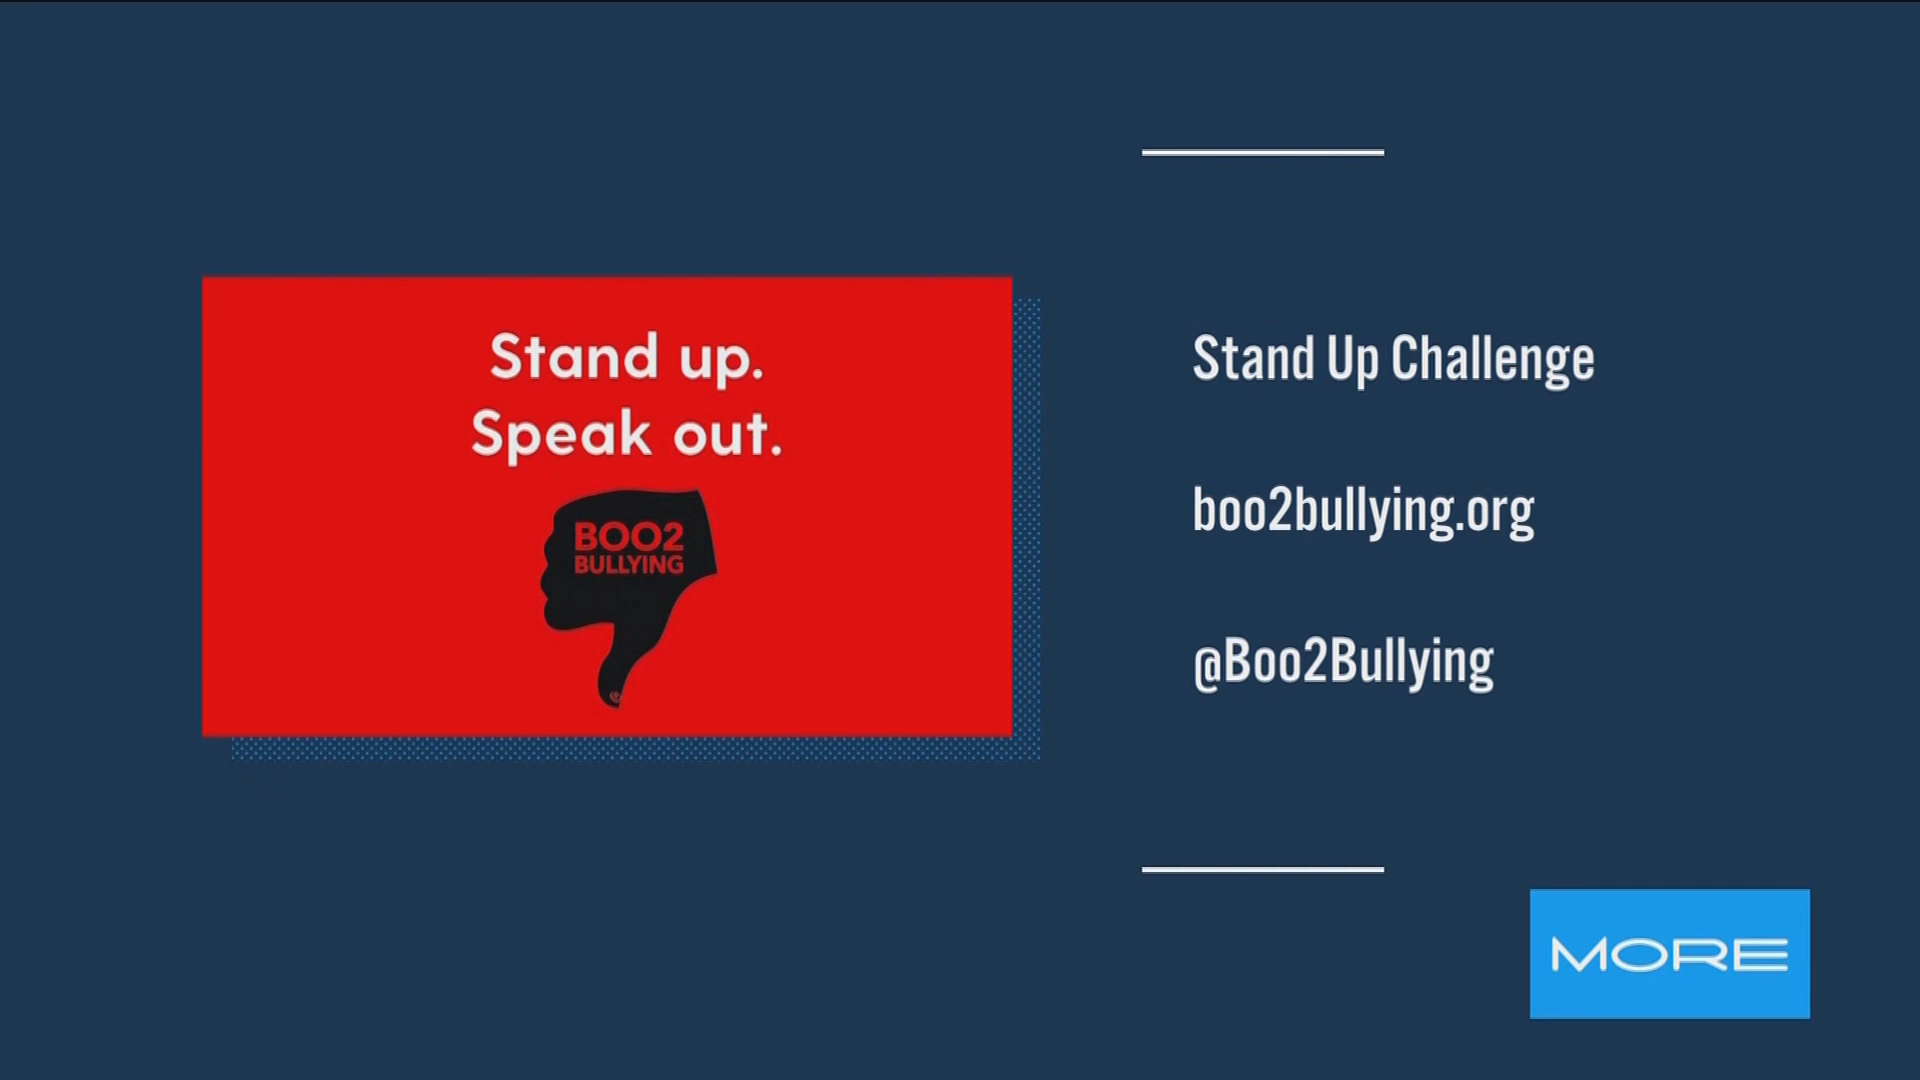 Stand up.
Speak out.
BOO2
BULLYING
Stand Up Challenge
boo2bullying.org
@Boo2Bullying
MORE